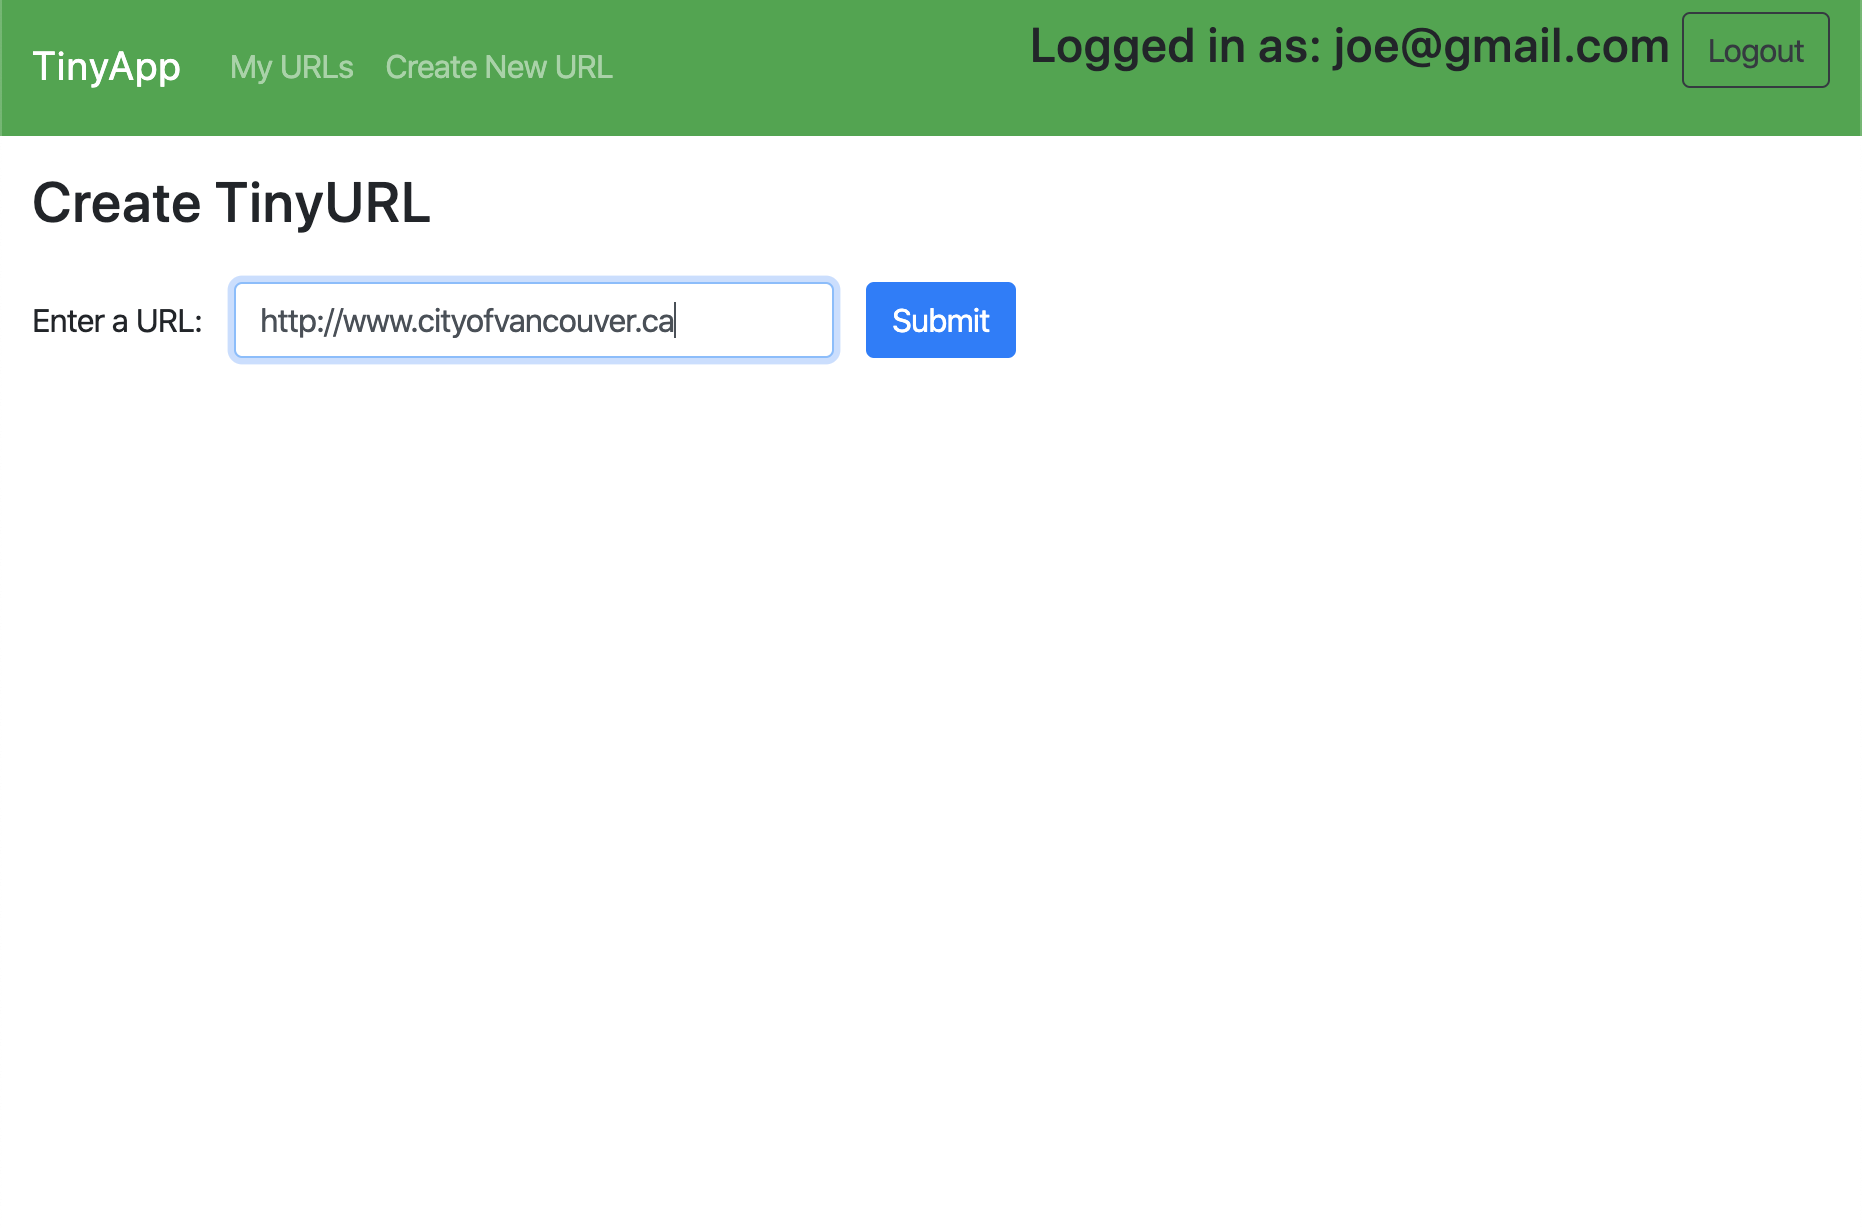 TinyApp My URLs Create New URL Logged in as: joe@gmail.com Logout
Create TinyURL
Enter a URL: http://www.cityofvancouver.ca Submit